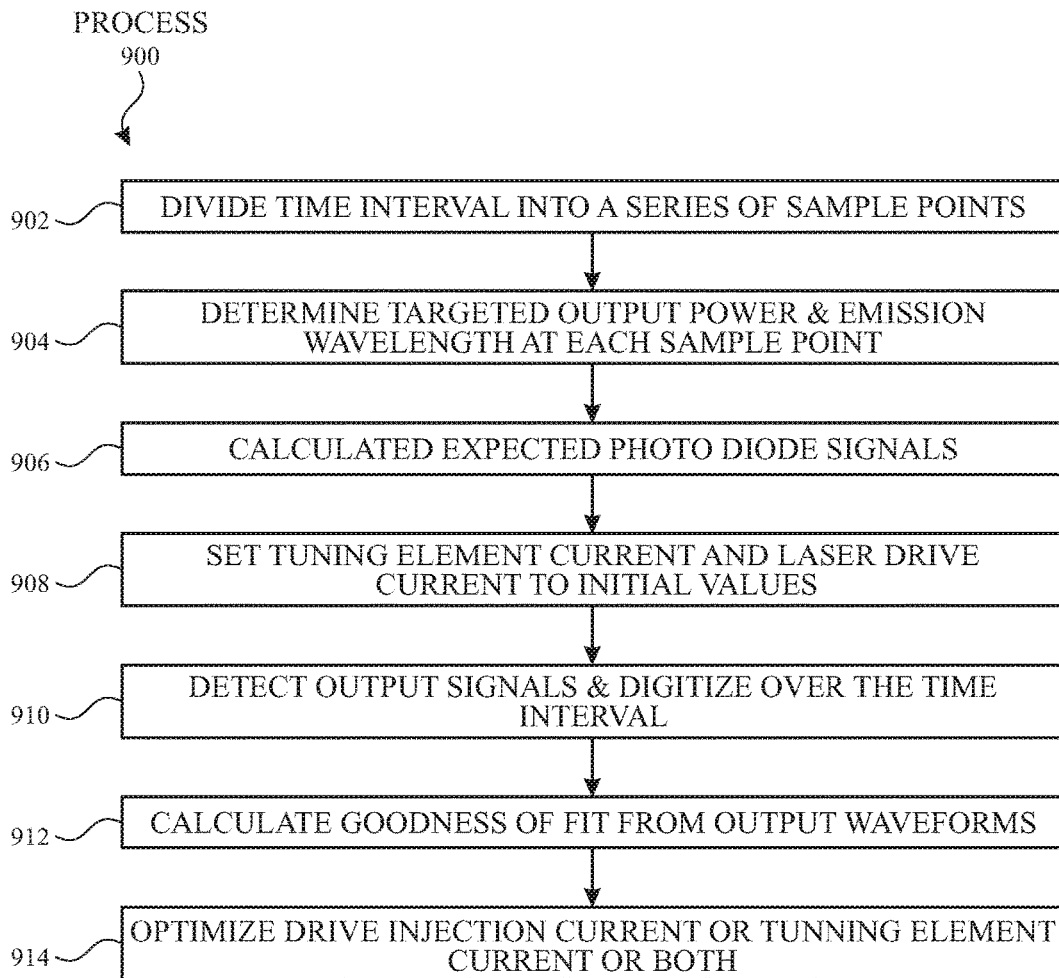 PROCESS
900
902
DIVIDE TIME INTERVAL INTO A SERIES OF SAMPLE POINTS
904
DETERMINE TARGETED OUTPUT POWER & EMISSION
WAVELENGTH AT EACH SAMPLE POINT
906
CALCULATED EXPECTED PHOTO DIODE SIGNALS
908
SET TUNING ELEMENT CURRENT AND LASER DRIVE
CURRENT TO INITIAL VALUES
910
DETECT OUTPUT SIGNALS & DIGITIZE OVER THE TIME
INTERVAL
912
CALCULATE GOODNESS OF FIT FROM OUTPUT WAVEFORMS
914
OPTIMIZE DRIVE INJECTION CURRENT OR TUNNING ELEMENT
CURRENT OR BOTH